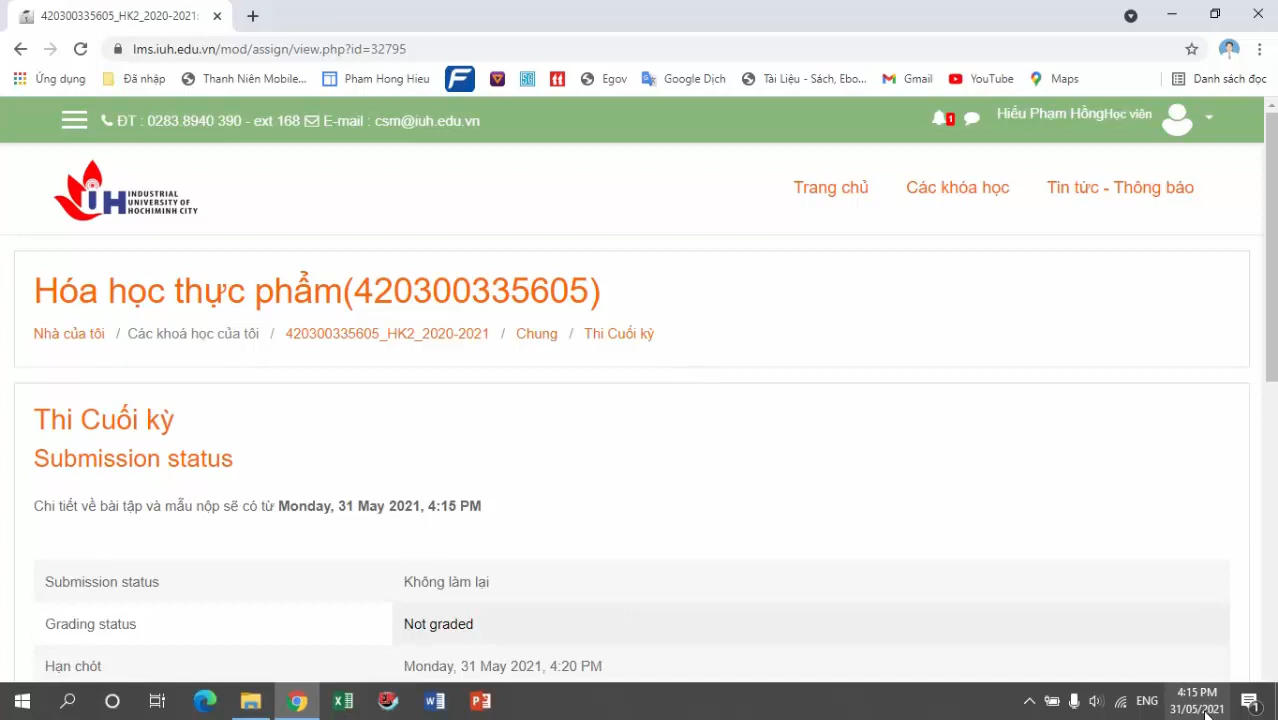 420300335605_HK2_2020-2021:
lms.iuh.edu.vn/mod/assign/view.php?id=32795
Ứng dụng Đã nhập Thanh Niên Mobile... Pham Hong Hieu Egov Google Dịch Tài Liệu - Sách, Ebo... Gmail YouTube Maps Danh sách đọc
ĐT : 0283 8940 390 - ext 168 E-mail : csm@iuh.edu.vn 1 Hiếu Phạm HồngHọc viên
IUH INDUSTRIAL
UNIVERSITY OF
HOCHIMINH CITY
Trang chủ Các khóa học Tin tức - Thông báo
Hóa học thực phẩm(420300335605)
Nhà của tôi / Các khoá học của tôi / 420300335605_HK2_2020-2021 / Chung / Thi Cuối kỳ
Thi Cuối kỳ
Submission status
Chi tiết về bài tập và mẫu nộp sẽ có từ Monday, 31 May 2021, 4:15 PM
Submission status Không làm lại
Grading status Not graded
Hạn chót Monday, 31 May 2021, 4:20 PM
ENG 4:15 PM
31/05/2021 1